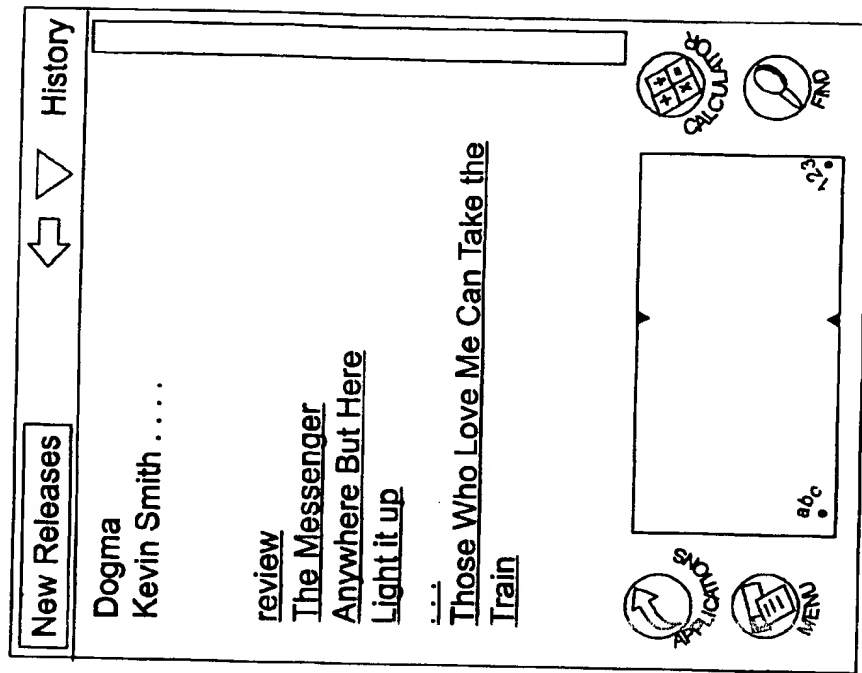 New Releases History
Dogma
Kevin Smith . . . .
review
The Messenger
Anywhere But Here
Light it up
. . .
Those Who Love Me Can Take the
Train
APPLICATIONS
MENU
abc
123
CALCULATOR
FIND